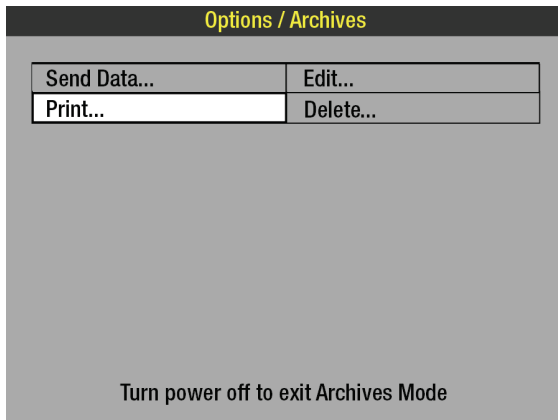 Options / Archives
Send Data... Edit...
Print... Delete...
Turn power off to exit Archives Mode